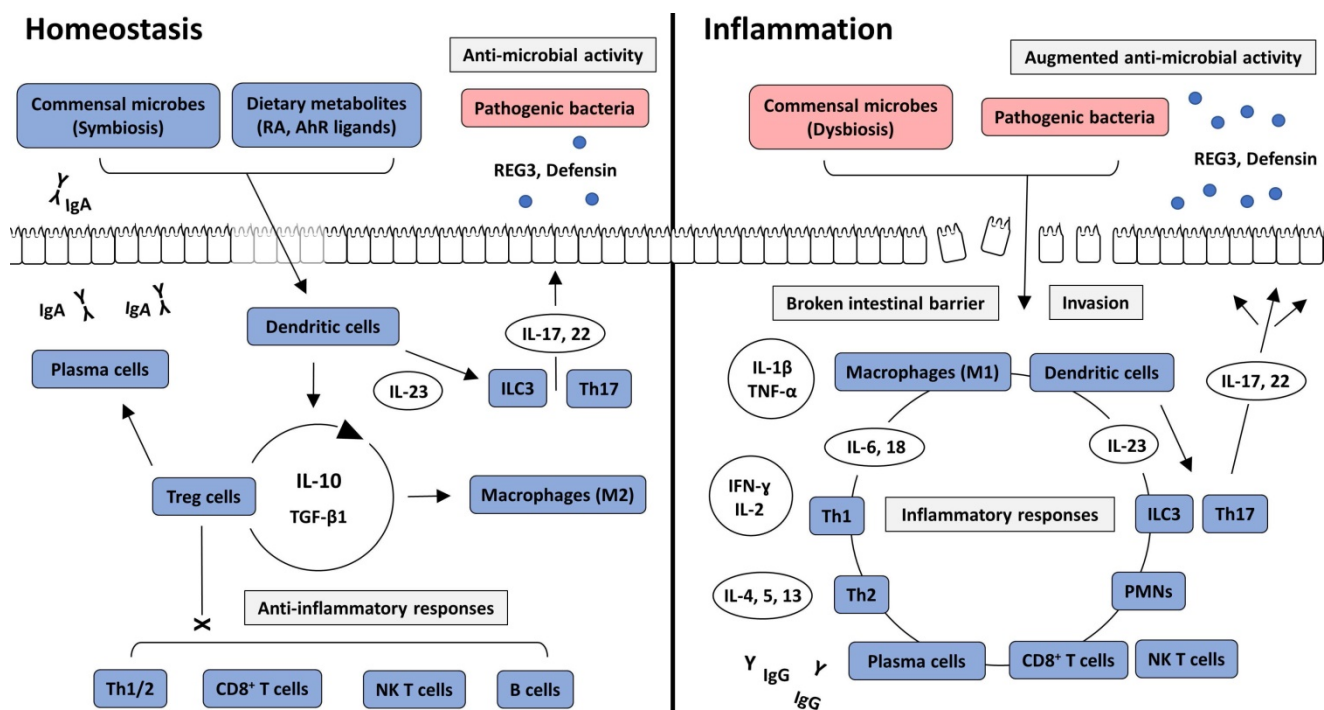 Homeostasis
Anti-microbial activity
Commensal microbes
(Symbiosis)
Dietary metabolites
(RA, AhR ligands)
Pathogenic bacteria
REG3, Defensin
IgA
IgA
IgA
Dendritic cells
IL-17, 22
Plasma cells
IL-23
ILC3
Th17
IL-10
TGF-β1
Treg cells
Macrophages (M2)
Anti-inflammatory responses
X
Th1/2
CD8⁺ T cells
NK T cells
B cells
Inflammation
Augmented anti-microbial activity
Commensal microbes
(Dysbiosis)
Pathogenic bacteria
REG3, Defensin
Broken intestinal barrier
Invasion
IL-1β
TNF-α
Macrophages (M1)
Dendritic cells
IL-17, 22
IL-6, 18
IL-23
IFN-γ
IL-2
Th1
Inflammatory responses
ILC3
Th17
IL-4, 5, 13
Th2
PMNs
IgG
IgG
Plasma cells
CD8⁺ T cells
NK T cells